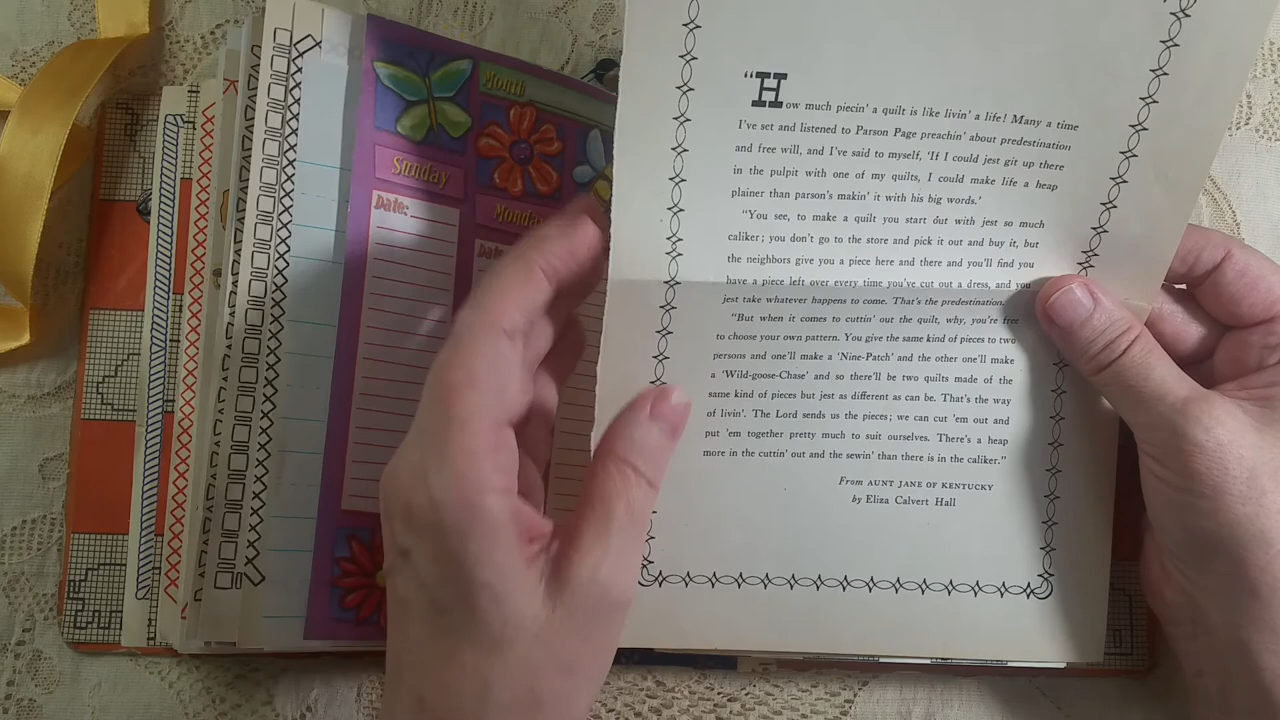 Month
Sunday
Monday
Date:
Date:
"How much piecin' a quilt is like livin' a life! Many a time
I've set and listened to Parson Page preachin' about predestination
and free will, and I've said to myself, 'If I could jest git up there
in the pulpit with one of my quilts, I could make life a heap
plainer than parson's makin' it with his big words.'
"You see, to make a quilt you start out with jest so much
caliker; you don't go to the store and pick it out and buy it, but
the neighbors give you a piece here and there and you'll find you
have a piece left over every time you've cut out a dress, and you
jest take whatever happens to come. That's the predestination.
"But when it comes to cuttin' out the quilt, why, you're free
to choose your own pattern. You give the same kind of pieces to two
persons and one'll make a 'Nine-Patch' and the other one'll make
a 'Wild-goose-Chase' and so there'll be two quilts made of the
same kind of pieces but jest as different as can be. That's the way
of livin'. The Lord sends us the pieces; we can cut 'em out and
put 'em together pretty much to suit ourselves. There's a heap
more in the cuttin' out and the sewin' than there is in the caliker."
From AUNT JANE OF KENTUCKY
by Eliza Calvert Hall